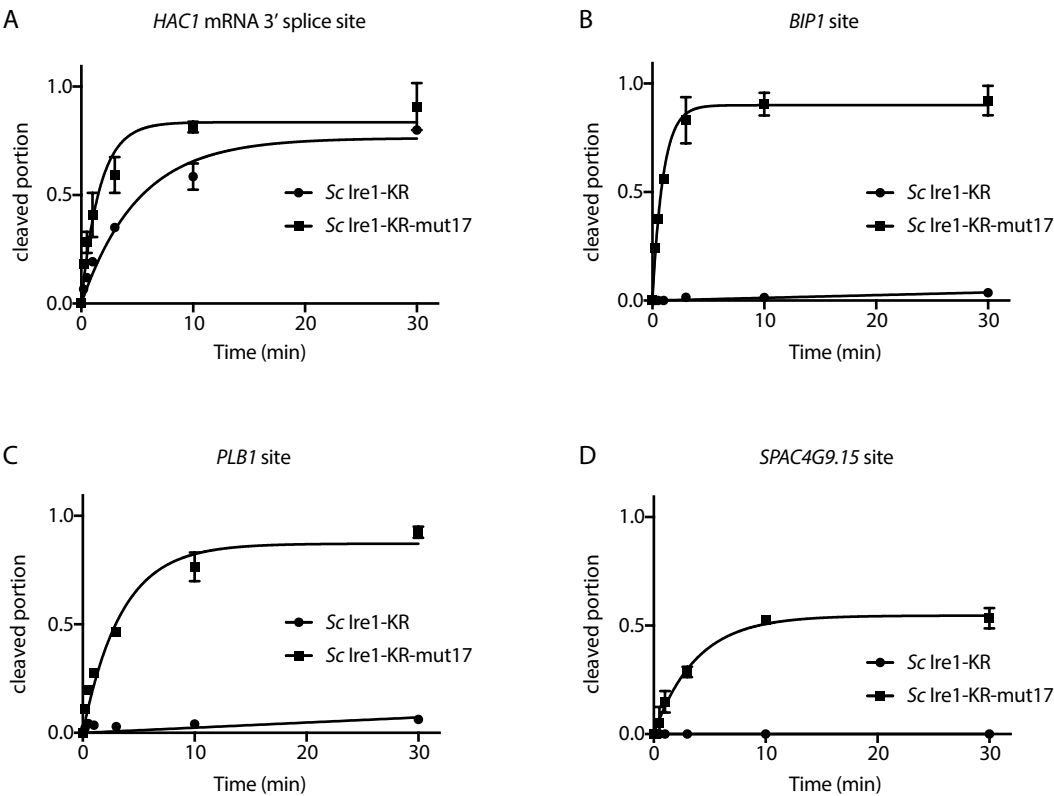 A
HAC1 mRNA 3′ splice site
cleaved portion
1.0
0.5
0.0
0
10
20
30
Time (min)
Sc Ire1-KR
Sc Ire1-KR-mut17
B
BIP1 site
cleaved portion
1.0
0.5
0.0
0
10
20
30
Time (min)
Sc Ire1-KR
Sc Ire1-KR-mut17
C
PLB1 site
cleaved portion
1.0
0.5
0.0
0
10
20
30
Time (min)
Sc Ire1-KR
Sc Ire1-KR-mut17
D
SPAC4G9.15 site
cleaved portion
1.0
0.5
0.0
0
10
20
30
Time (min)
Sc Ire1-KR
Sc Ire1-KR-mut17